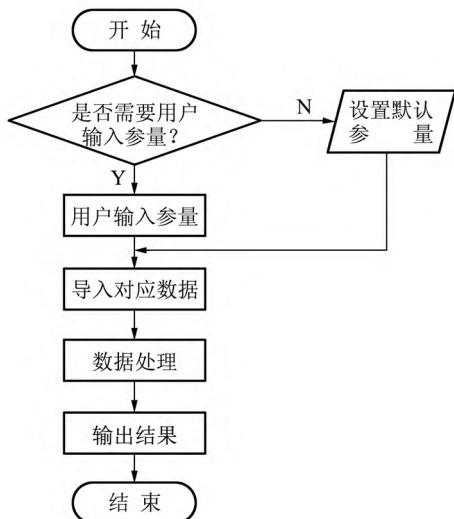 开 始
是否需要用户
输入参量？
N
设置默认
参 量
Y
用户输入参量
导入对应数据
数据处理
输出结果
结 束